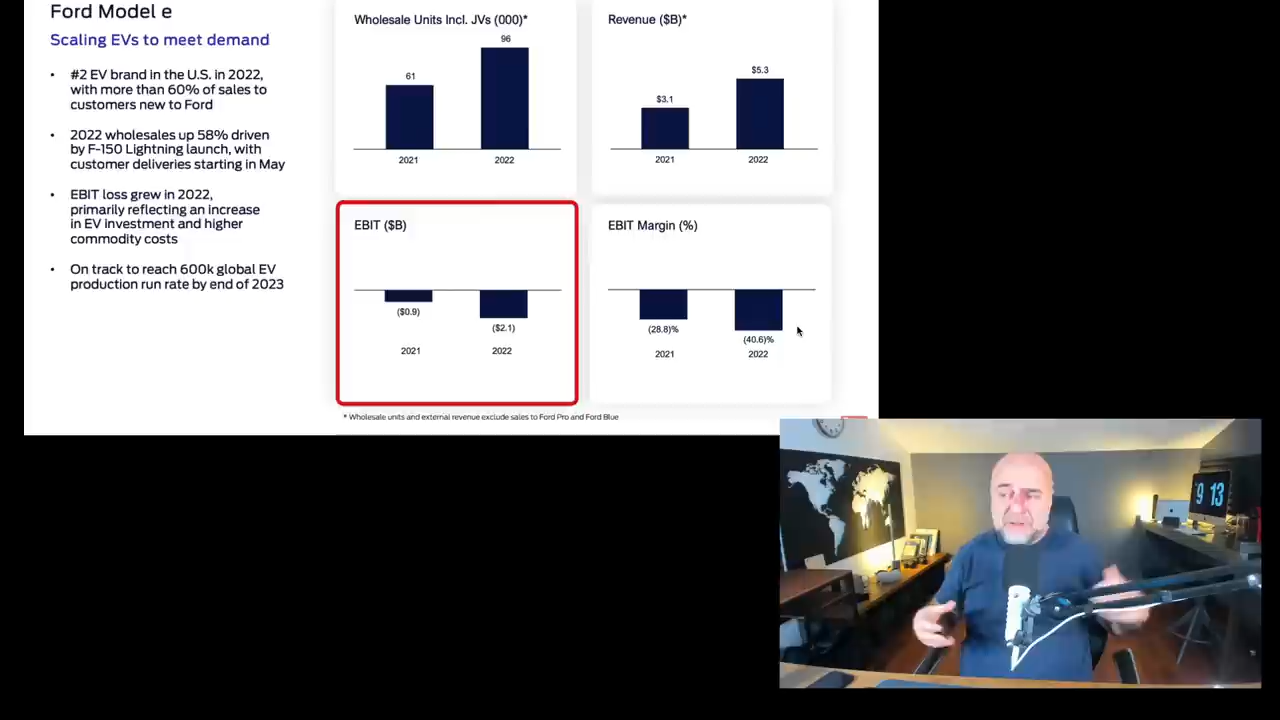 Ford Model e
Scaling EVs to meet demand
• #2 EV brand in the U.S. in 2022,
with more than 60% of sales to
customers new to Ford
• 2022 wholesales up 58% driven
by F-150 Lightning launch, with
customer deliveries starting in May
• EBIT loss grew in 2022,
primarily reflecting an increase
in EV investment and higher
commodity costs
• On track to reach 600k global EV
production run rate by end of 2023
Wholesale Units Incl. JVs (000)*
96
61
2021
2022
Revenue ($B)*
$5.3
$3.1
2021
2022
EBIT ($B)
($0.9)
($2.1)
2021
2022
EBIT Margin (%)
(28.8)%
(40.6)%
2021
2022
* Wholesale units and external revenue exclude sales to Ford Pro and Ford Blue
9 13